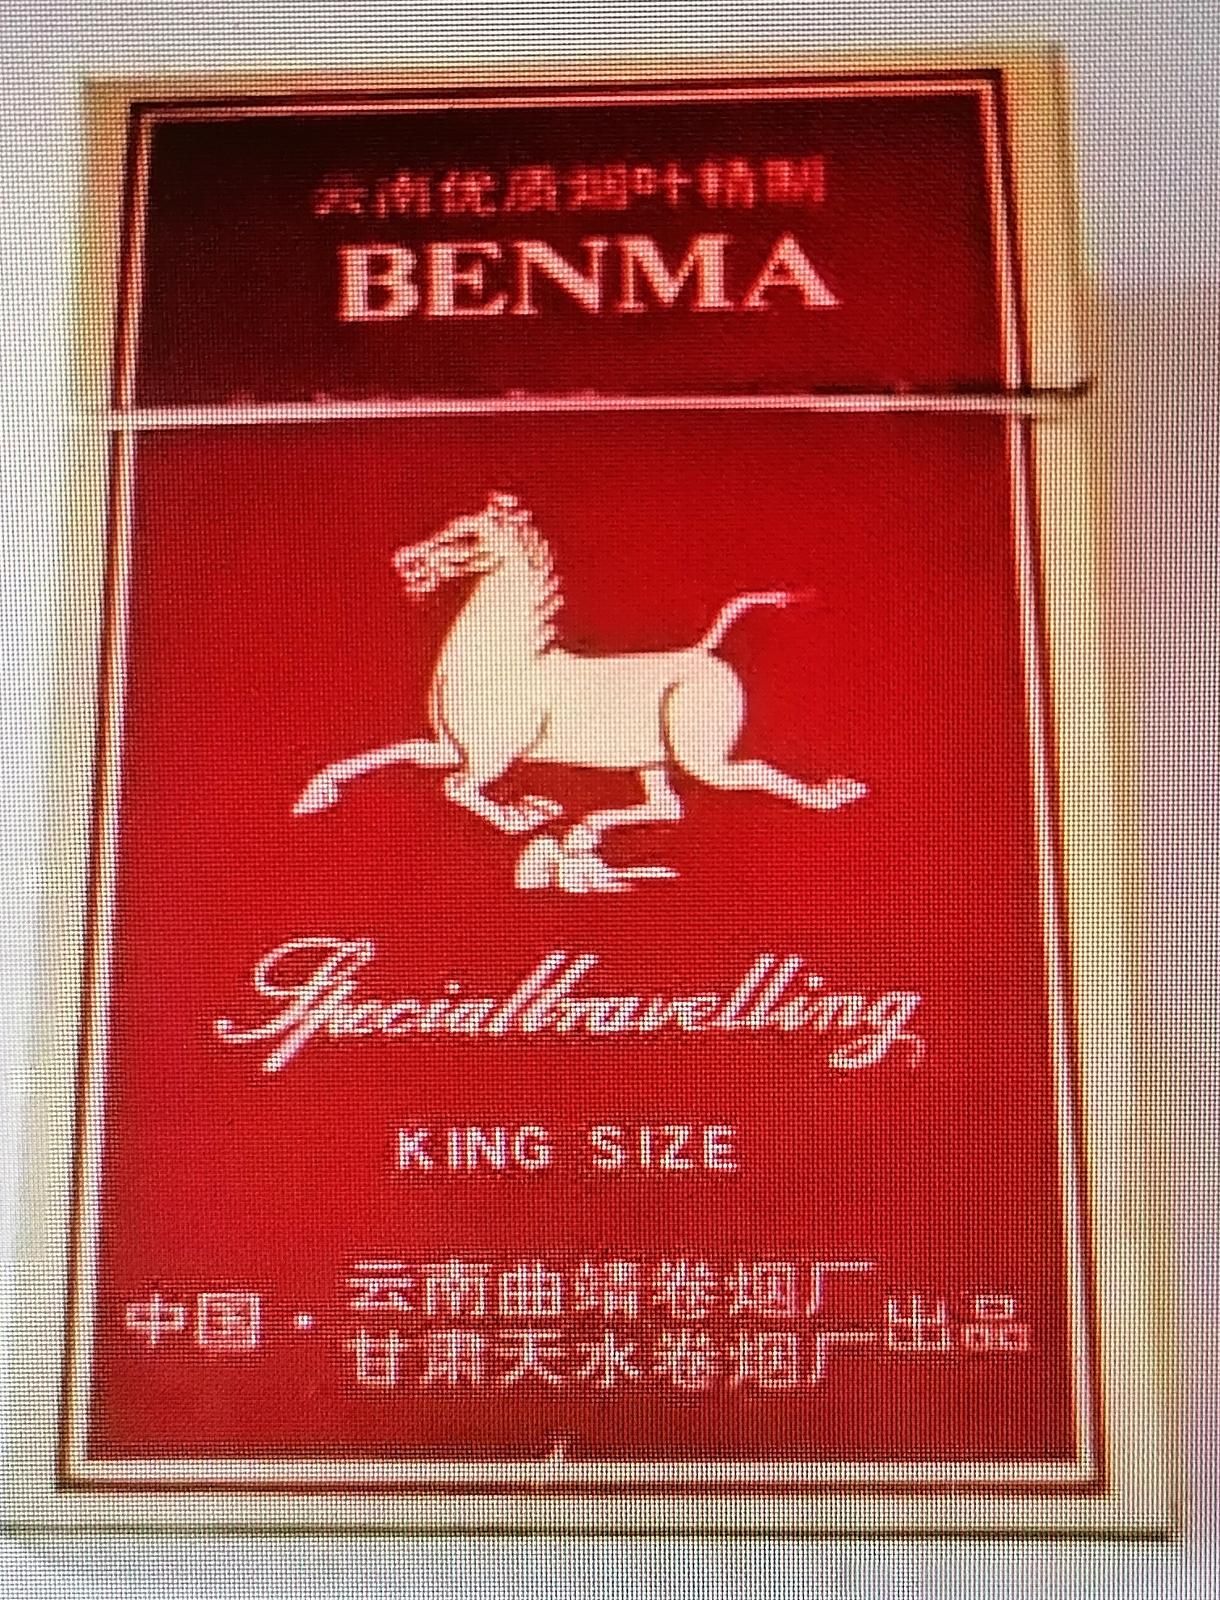 云南优质烟叶精制
BENMA
Specialtravelling
KING SIZE
中国·云南曲靖卷烟厂
甘肃天水卷烟厂出品